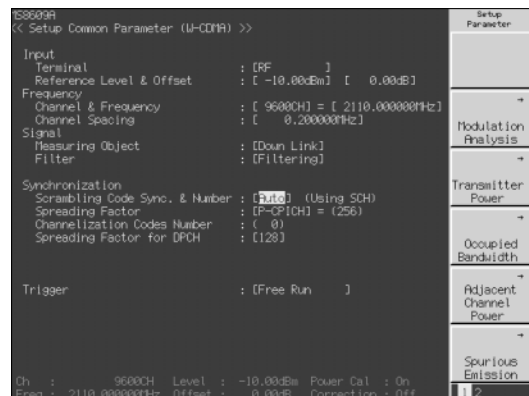 MS8609A
<< Setup Common Parameter (W-CDMA) >>
Setup
Parameter
Input
Terminal : [RF ]
Reference Level & Offset : [ -10.00dBm] [ 0.00dB]
Frequency
Channel & Frequency : [ 9600CH] = [ 2110.000000MHz]
Channel Spacing : [ 0.200000MHz]
Signal
Measuring Object : [Down Link]
Filter : [Filtering]
Synchronization
Scrambling Code Sync. & Number : [Auto] (Using SCH)
Spreading Factor : [P-CPICH] = (256)
Channelization Codes Number : ( 0)
Spreading Factor for DPCH : [128]
Trigger : [Free Run ]
Ch : 9600CH Level : -10.00dBm Power Cal : On
Freq : 2110.000000MHz Offset : 0.00dB Correction : Off
→
Modulation
Analysis
→
Transmitter
Power
→
Occupied
Bandwidth
→
Adjacent
Channel
Power
→
Spurious
Emission
1 2